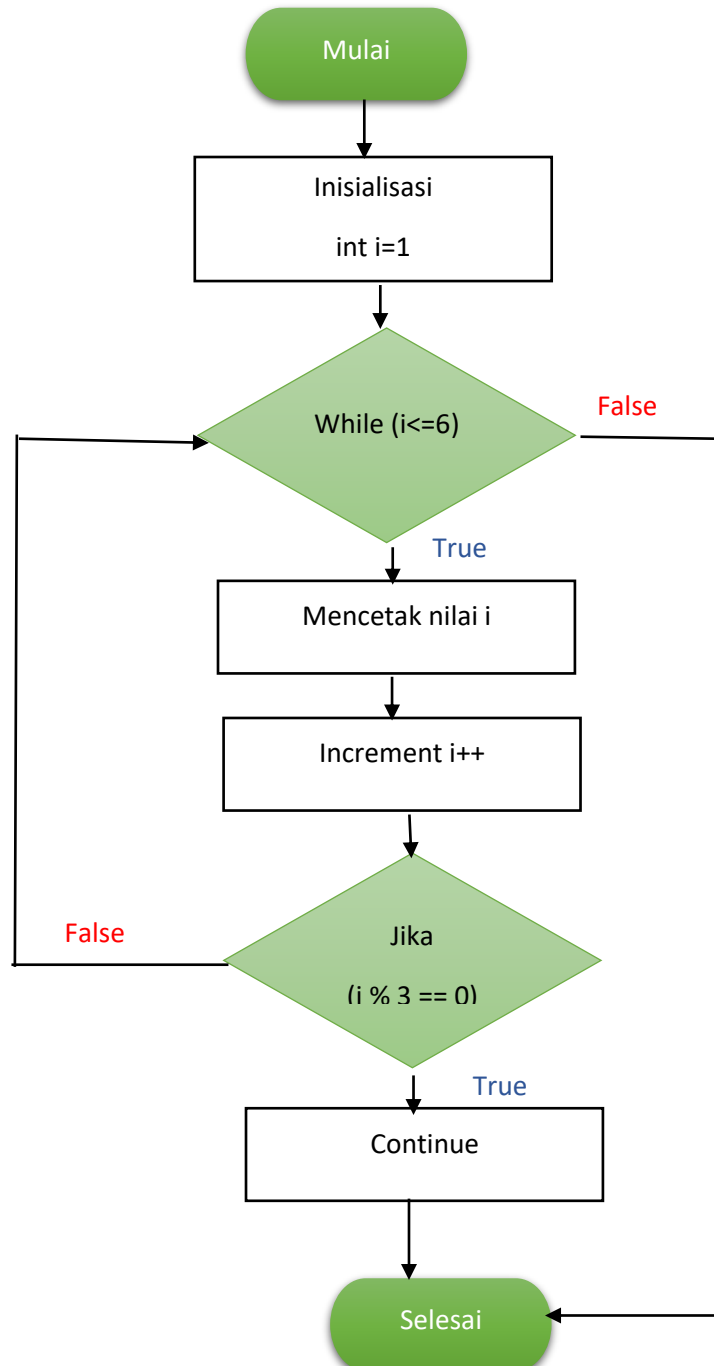 Mulai
Inisialisasi
int i=1
While (i<=6)
False
True
Mencetak nilai i
Increment i++
False
Jika
(i % 3 == 0)
True
Continue
Selesai